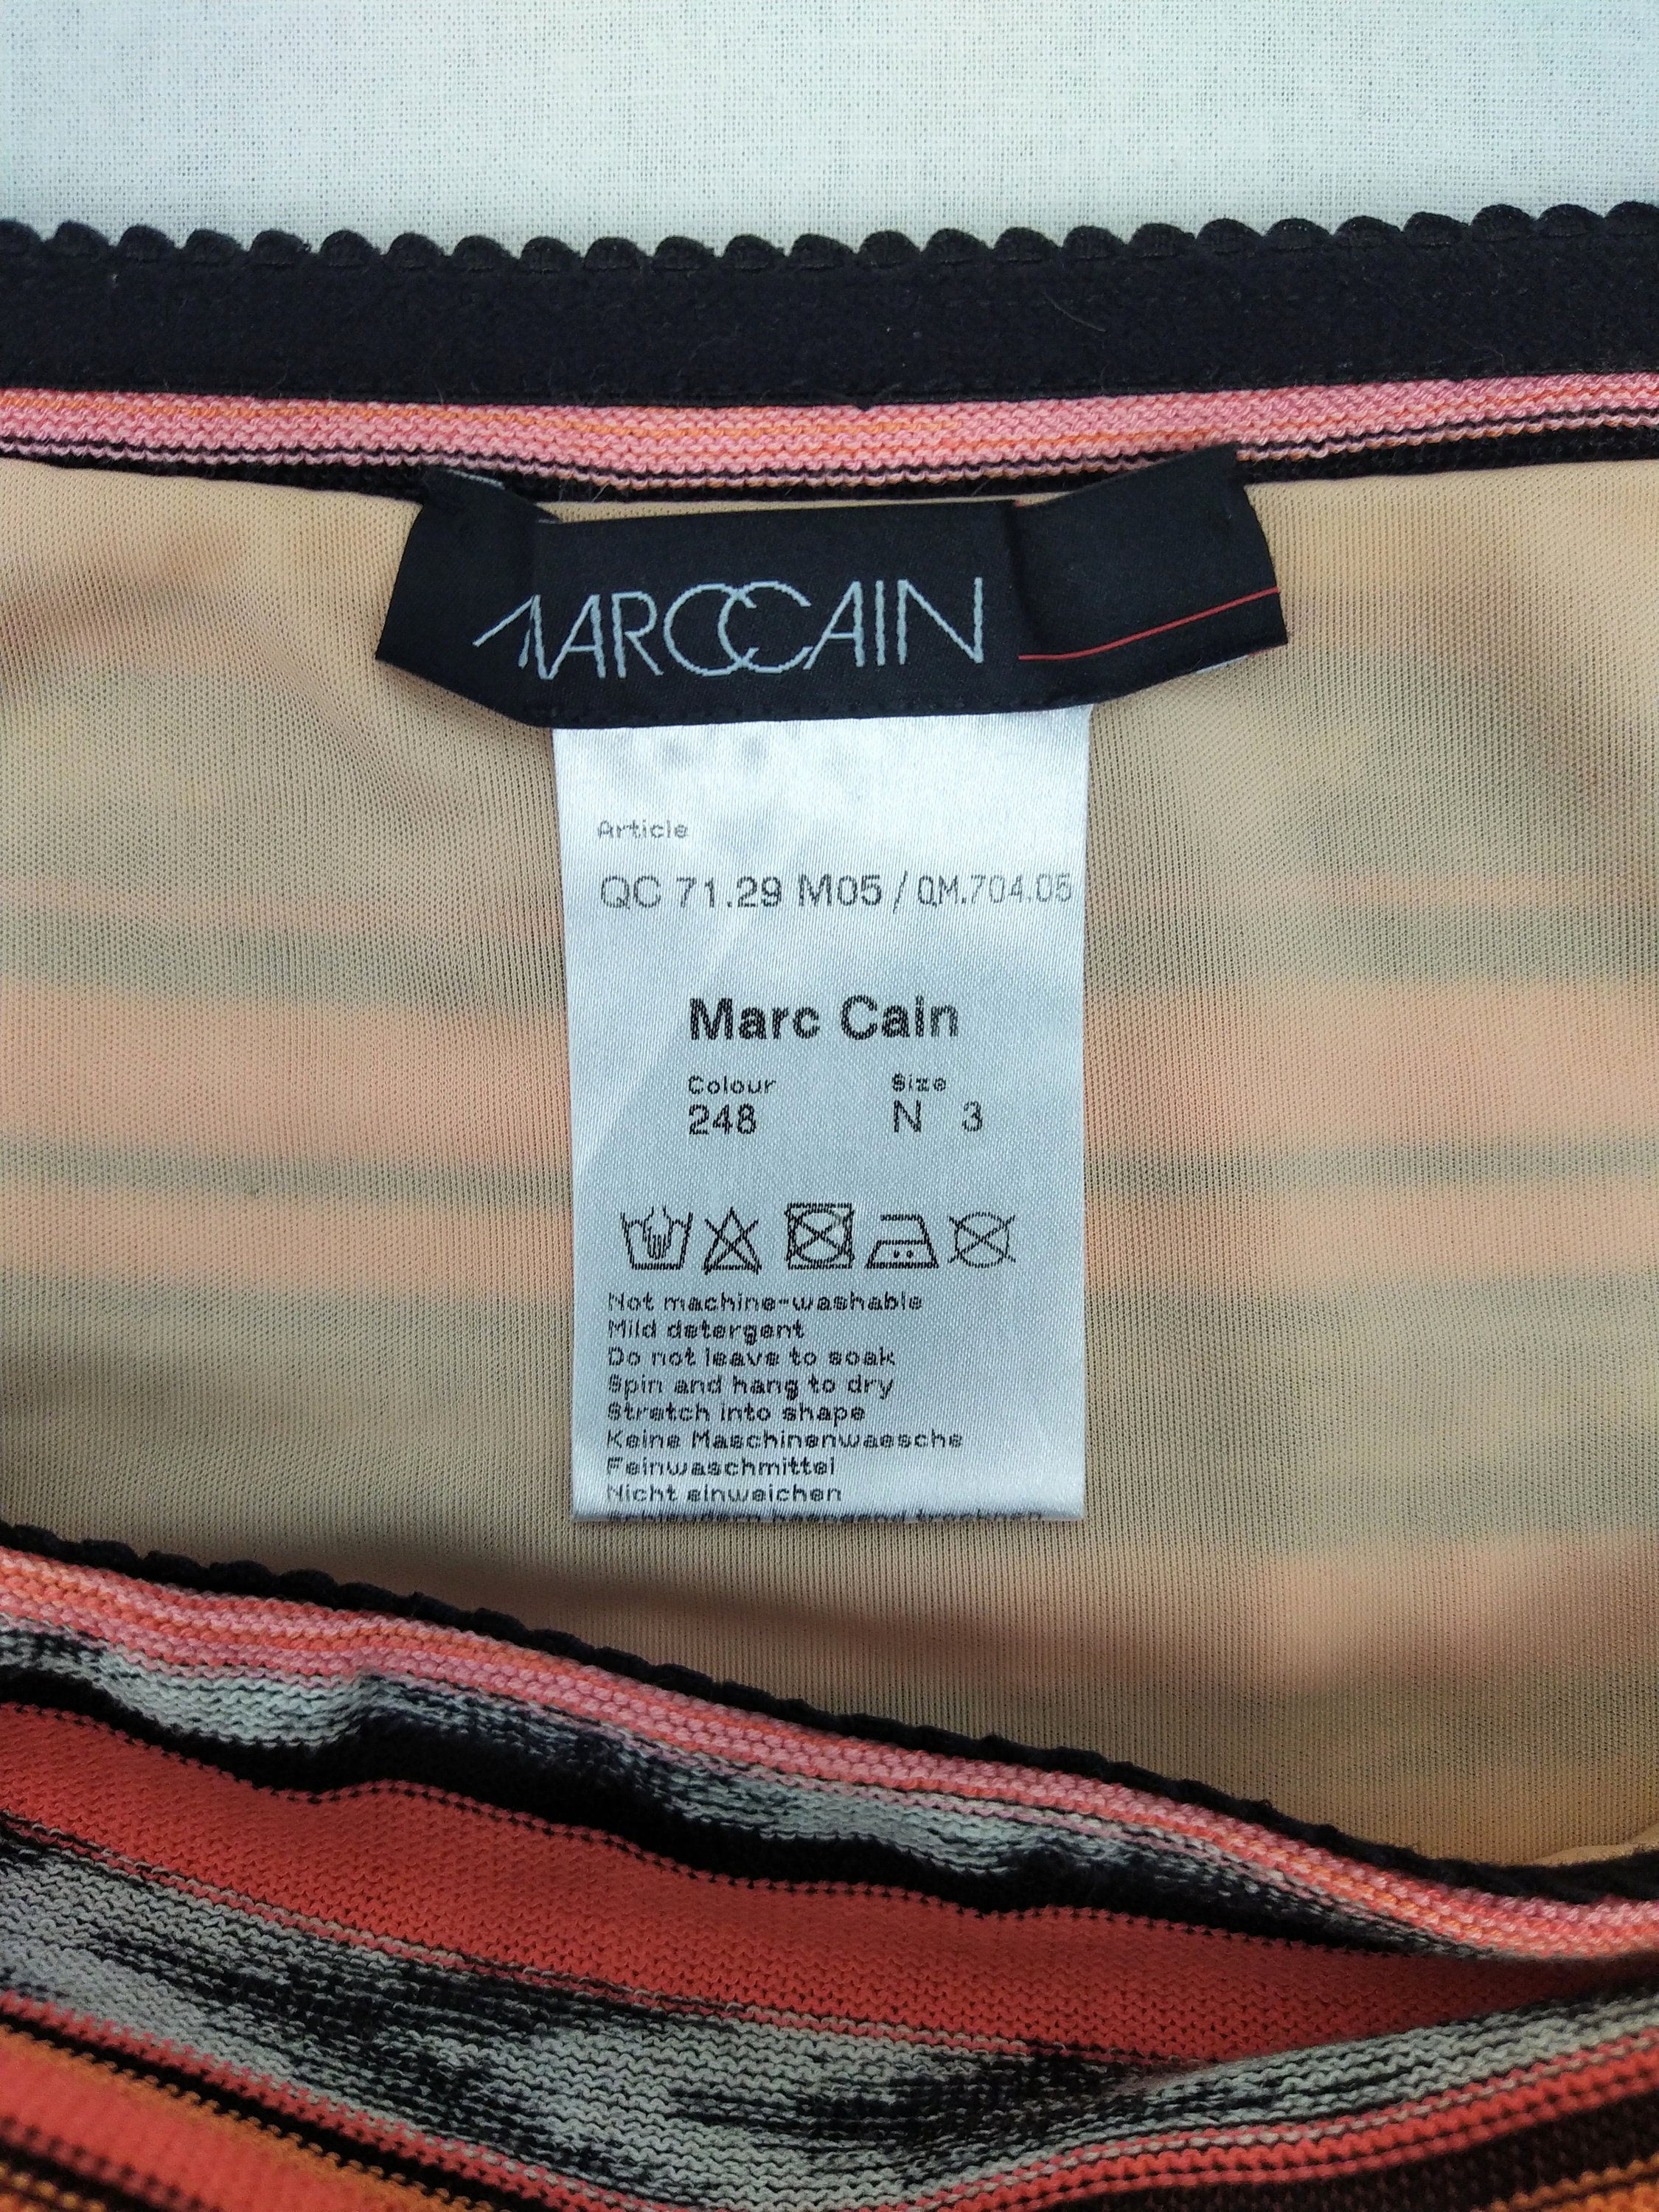 MARCCAIN
Article
QC 71.29 M05 / QM.704.05
Marc Cain
Colour Size
248 N 3
Not machine-washable
Mild detergent
Do not leave to soak
Spin and hang to dry
Stretch into shape
Keine Maschinenwaesche
Feinwaschmittel
Nicht einweichen